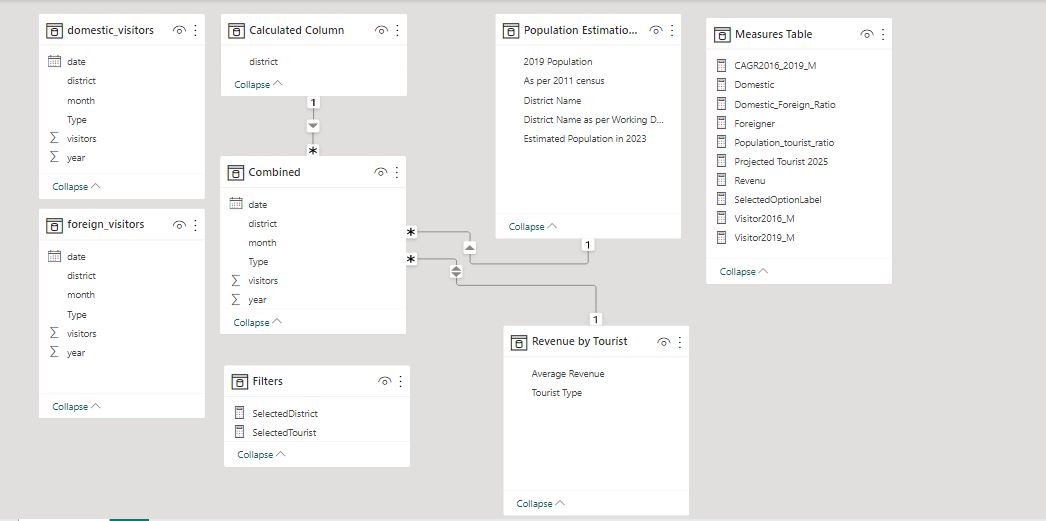 domestic_visitors
date
district
month
Type
visitors
year
Collapse
foreign_visitors
date
district
month
Type
visitors
year
Collapse
Calculated Column
district
Collapse
1
*
Combined
date
district
month
Type
visitors
year
Collapse
*
*
Filters
SelectedDistrict
SelectedTourist
Collapse
Population Estimatio...
2019 Population
As per 2011 census
District Name
District Name as per Working D...
Estimated Population in 2023
Collapse
1
1
Revenue by Tourist
Average Revenue
Tourist Type
Collapse
Measures Table
CAGR2016_2019_M
Domestic
Domestic_Foreign_Ratio
Foreigner
Population_tourist_ratio
Projected Tourist 2025
Revenu
SelectedOptionLabel
Visitor2016_M
Visitor2019_M
Collapse